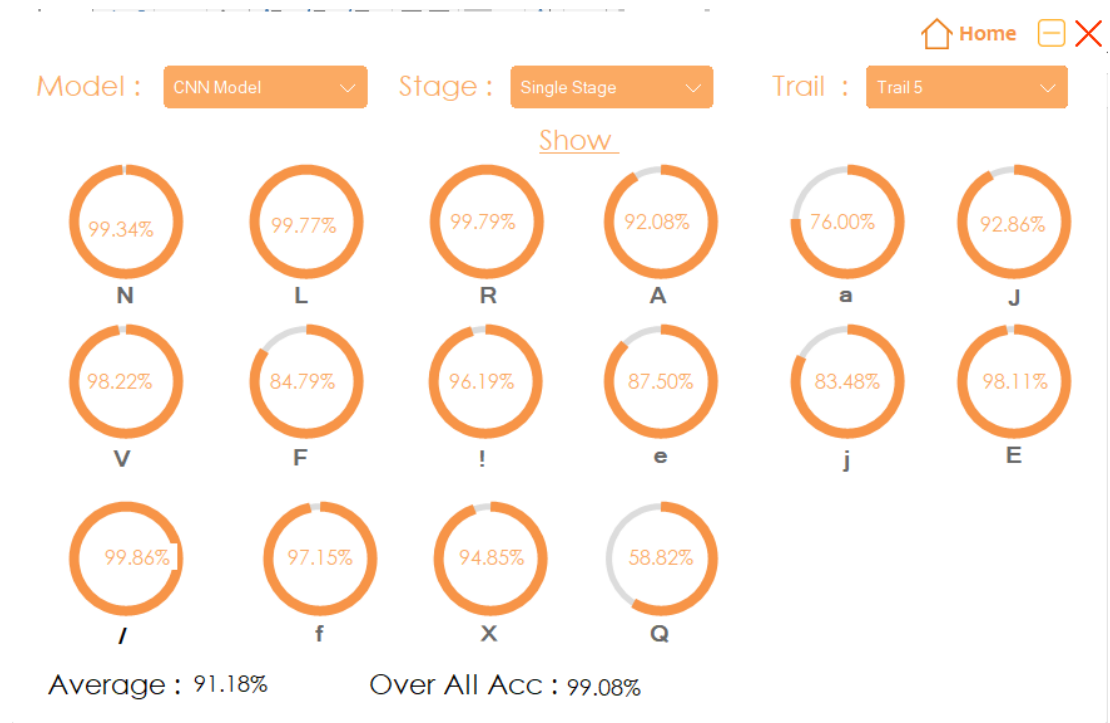 Home
Model : CNN Model Stage : Single Stage Trail : Trail 5
Show
99.34% 99.77% 99.79% 92.08% 76.00% 92.86%
N L R A a J
98.22% 84.79% 96.19% 87.50% 83.48% 98.11%
V F ! e j E
99.86% 97.15% 94.85% 58.82%
/ f X Q
Average : 91.18% Over All Acc : 99.08%